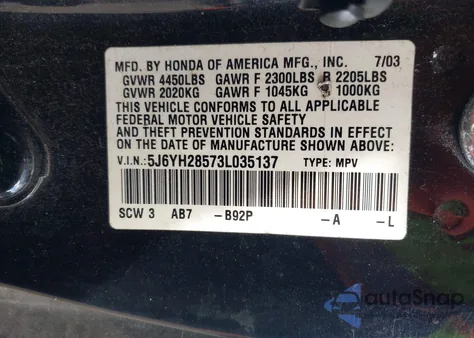 MFD. BY HONDA OF AMERICA MFG., INC. 7/03
GVWR 4450LBS GAWR F 2300LBS R 2205LBS
GVWR 2020KG GAWR F 1045KG R 1000KG
THIS VEHICLE CONFORMS TO ALL APPLICABLE
FEDERAL MOTOR VEHICLE SAFETY
AND THEFT PREVENTION STANDARDS IN EFFECT
ON THE DATE OF MANUFACTURE SHOWN ABOVE:
V.I.N.: 5J6YH28573L035137 TYPE: MPV
SCW 3 AB7 -B92P -A -L
autoSnap